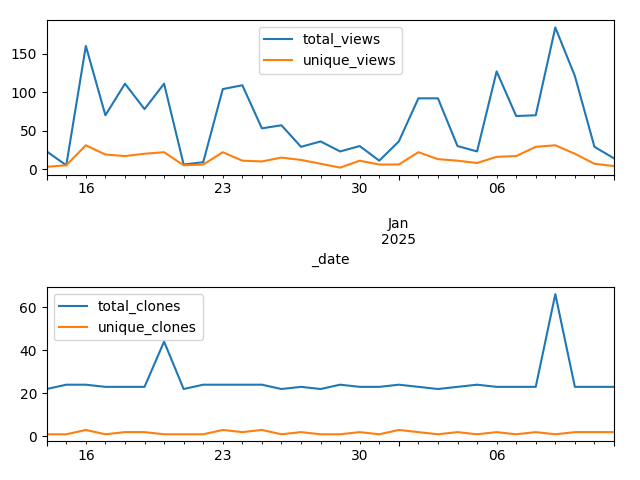 total_views
unique_views
150
100
50
0
16 23 30 06
Jan
2025
_date
total_clones
unique_clones
60
40
20
0
16 23 30 06